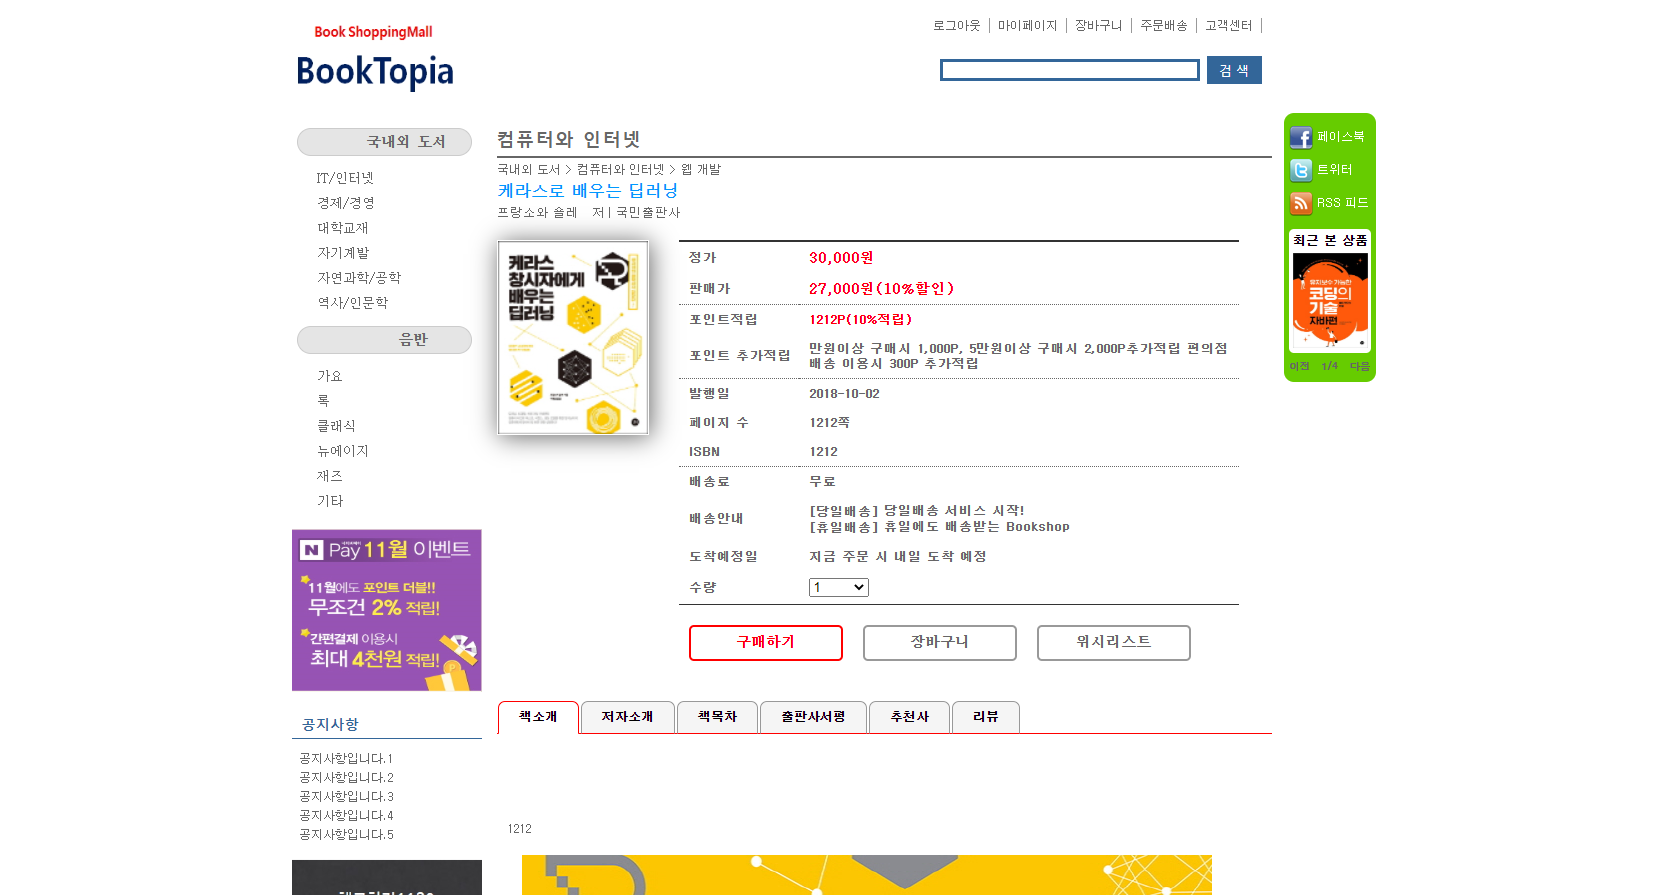 Book ShoppingMall
BookTopia
로그아웃 | 마이페이지 | 장바구니 | 주문배송 | 고객센터 |
검 색
국내외 도서
IT/인터넷
경제/경영
대학교재
자기계발
자연과학/공학
역사/인문학
음반
가요
록
클래식
뉴에이지
재즈
기타
N Pay 11월 이벤트
11월에도 포인트 더블!!
무조건 2% 적립!
간편결제 이용시
최대 4천원 적립!
공지사항
공지사항입니다.1
공지사항입니다.2
공지사항입니다.3
공지사항입니다.4
공지사항입니다.5
컴퓨터와 인터넷
국내외 도서 > 컴퓨터와 인터넷 > 웹 개발
케라스로 배우는 딥러닝
프랑소와 숄레 저 | 국민출판사
케라스
창시자에게
배우는
딥러닝
정가 30,000원
판매가 27,000원(10%할인)
포인트적립 1212P(10%적립)
포인트 추가적립 만원이상 구매시 1,000P, 5만원이상 구매시 2,000P추가적립 편의점
배송 이용시 300P 추가적립
발행일 2018-10-02
페이지 수 1212쪽
ISBN 1212
배송료 무료
배송안내 [당일배송] 당일배송 서비스 시작!
[휴일배송] 휴일에도 배송받는 Bookshop
도착예정일 지금 주문 시 내일 도착 예정
수량 1
구매하기 장바구니 위시리스트
책소개 저자소개 책목차 출판사서평 추천사 리뷰
1212
페이스북
트위터
RSS 피드
최근 본 상품
유지보수 가능한
코딩의
기술
자바편
이전 1/4 다음